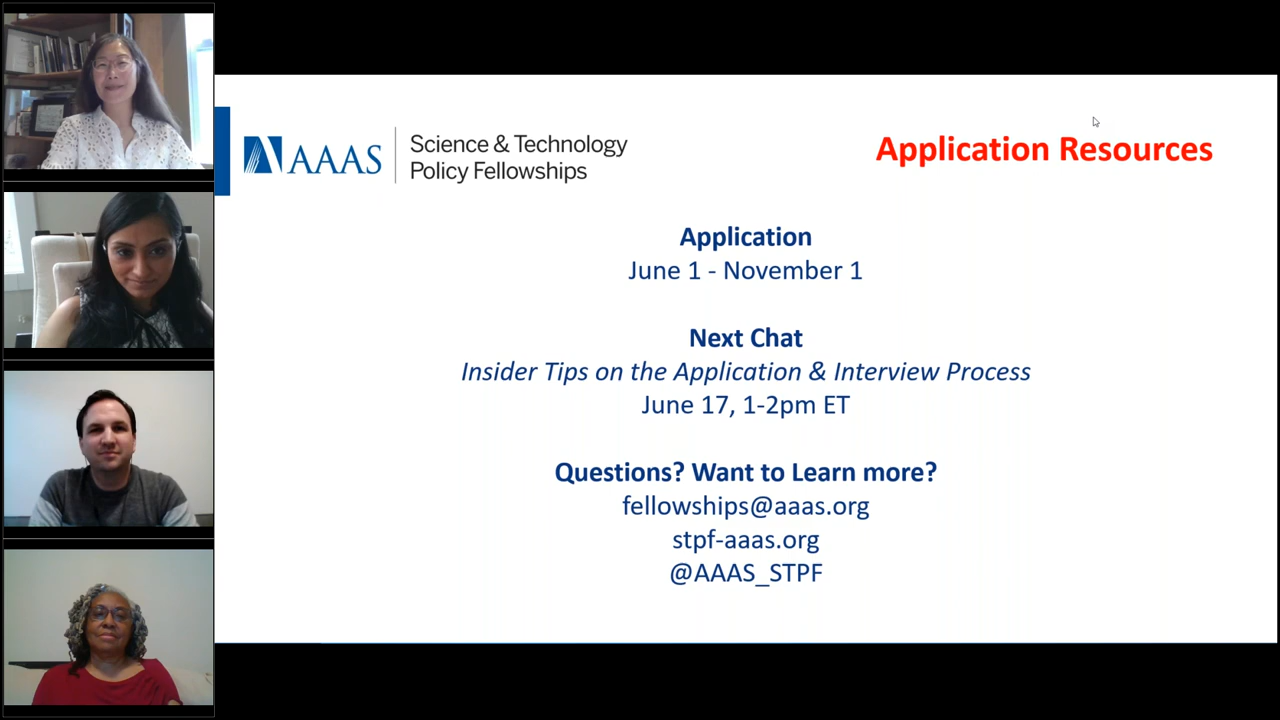 AAAS
Science & Technology
Policy Fellowships
Application Resources
Application
June 1 - November 1
Next Chat
Insider Tips on the Application & Interview Process
June 17, 1-2pm ET
Questions? Want to Learn more?
fellowships@aaas.org
stpf-aaas.org
@AAAS_STPF